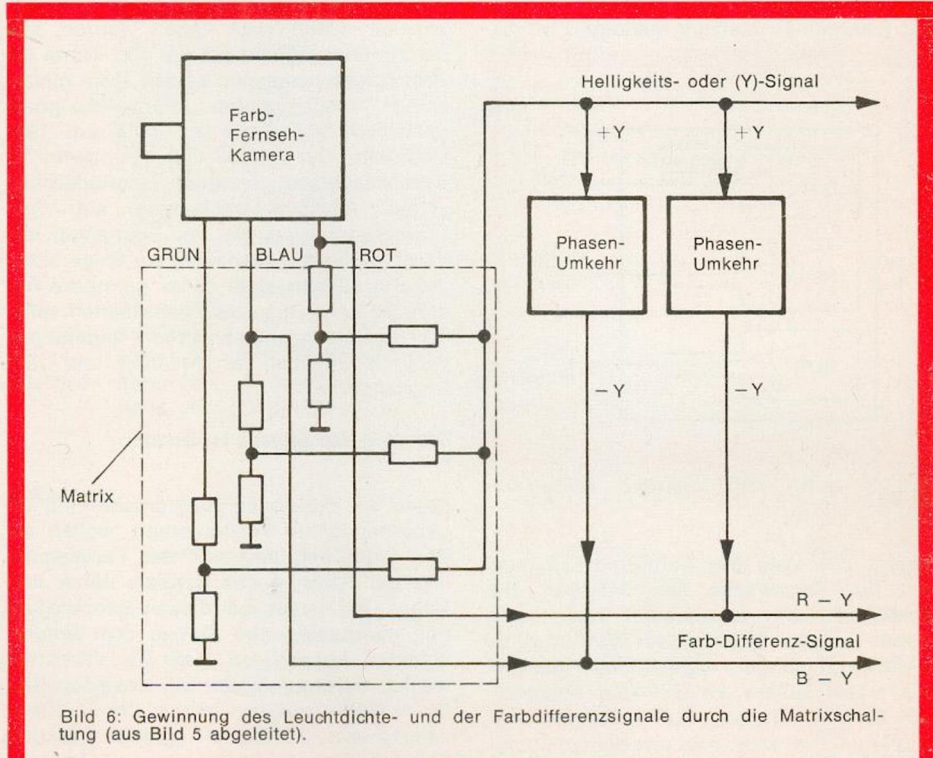 Helligkeits- oder (Y)-Signal
Farb-
Fernseh-
Kamera
+Y
+Y
GRÜN
BLAU
ROT
Phasen-
Umkehr
Phasen-
Umkehr
–Y
–Y
Matrix
R – Y
Farb-Differenz-Signal
B – Y
Bild 6: Gewinnung des Leuchtdichte- und der Farbdifferenzsignale durch die Matrixschal-
tung (aus Bild 5 abgeleitet).